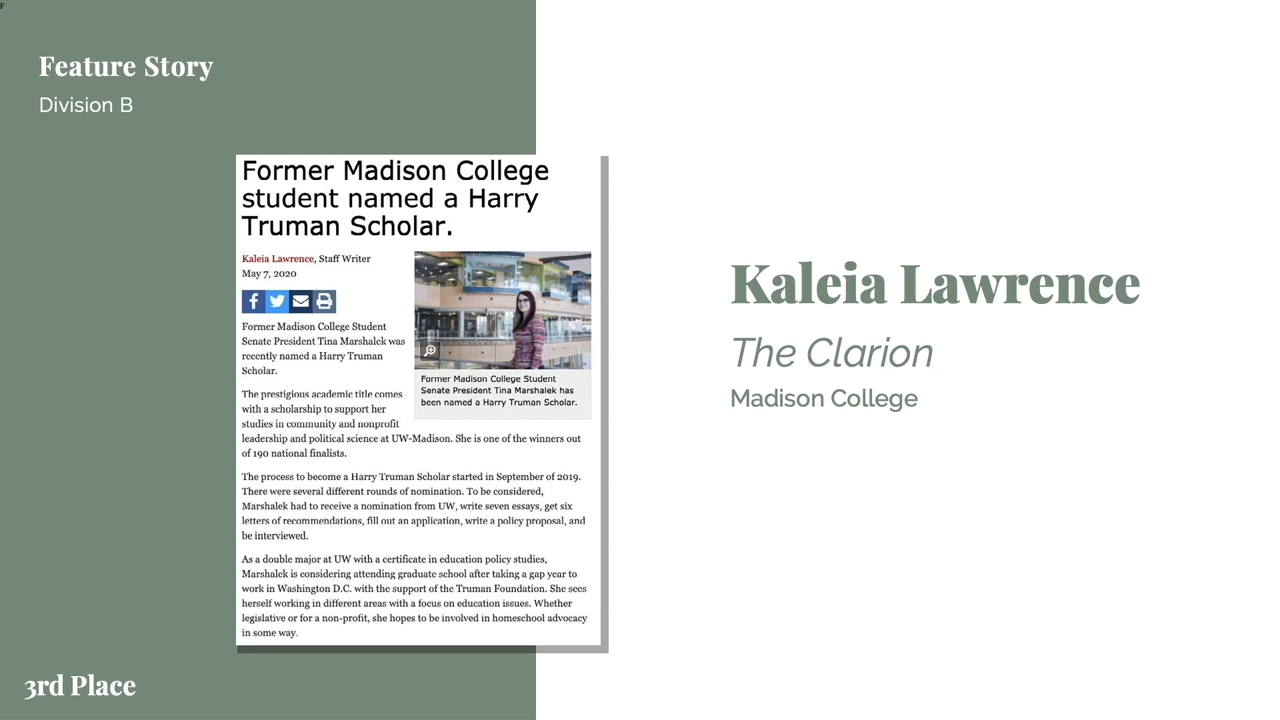 F
Feature Story
Division B
Former Madison College
student named a Harry
Truman Scholar.
Kaleia Lawrence, Staff Writer
May 7, 2020
Former Madison College Student
Senate President Tina Marshalek was
recently named a Harry Truman
Scholar.
The prestigious academic title comes
with a scholarship to support her
studies in community and nonprofit
leadership and political science at UW-Madison. She is one of the winners out
of 190 national finalists.
Former Madison College Student
Senate President Tina Marshalek has
been named a Harry Truman Scholar.
The process to become a Harry Truman Scholar started in September of 2019.
There were several different rounds of nomination. To be considered,
Marshalek had to receive a nomination from UW, write seven essays, get six
letters of recommendations, fill out an application, write a policy proposal, and
be interviewed.
As a double major at UW with a certificate in education policy studies,
Marshalek is considering attending graduate school after taking a gap year to
work in Washington D.C. with the support of the Truman Foundation. She sees
herself working in different areas with a focus on education issues. Whether
legislative or for a non-profit, she hopes to be involved in homeschool advocacy
in some way.
Kaleia Lawrence
The Clarion
Madison College
3rd Place